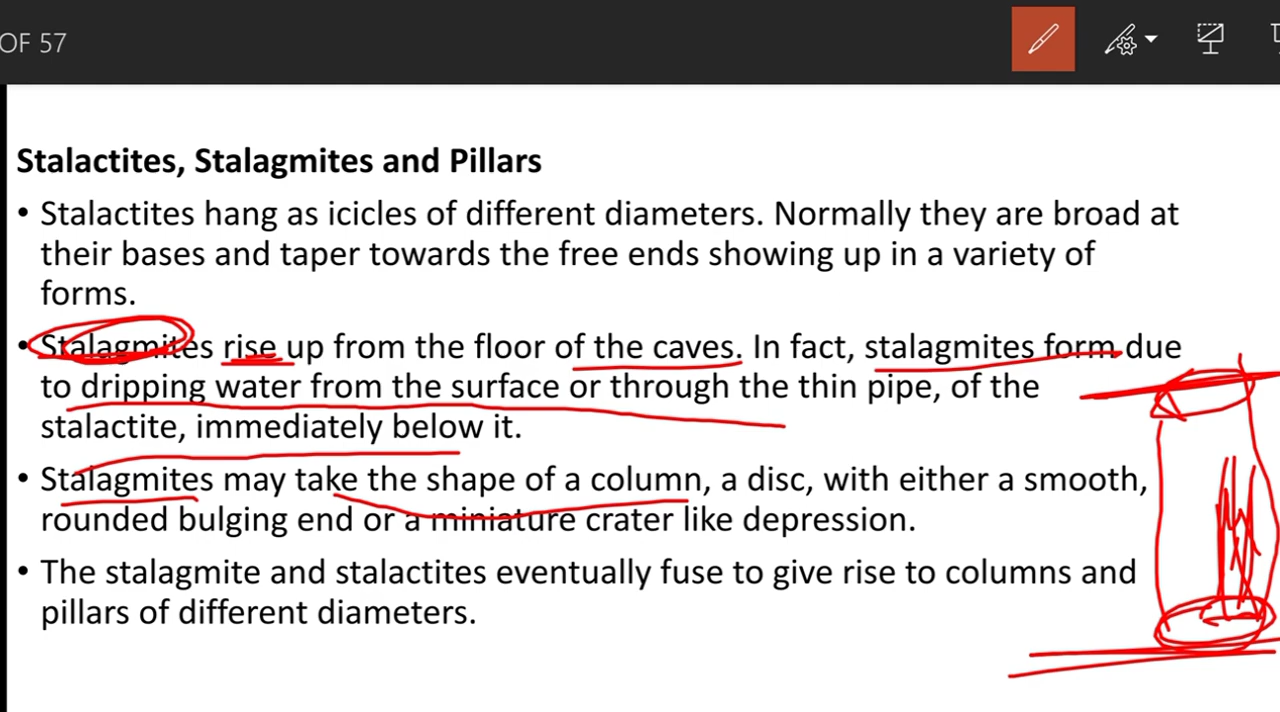 OF 57
Stalactites, Stalagmites and Pillars
• Stalactites hang as icicles of different diameters. Normally they are broad at
their bases and taper towards the free ends showing up in a variety of
forms.
• Stalagmites rise up from the floor of the caves. In fact, stalagmites form due
to dripping water from the surface or through the thin pipe, of the
stalactite, immediately below it.
• Stalagmites may take the shape of a column, a disc, with either a smooth,
rounded bulging end or a miniature crater like depression.
• The stalagmite and stalactites eventually fuse to give rise to columns and
pillars of different diameters.